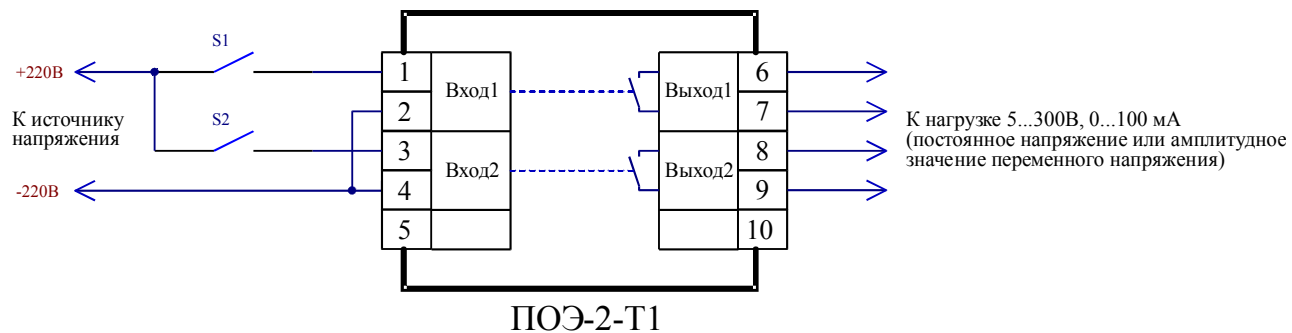 S1
+220В
1
6
Вход1
Выход1
2
7
К источнику
напряжения
S2
К нагрузке 5...300В, 0...100 мА
(постоянное напряжение или амплитудное
значение переменного напряжения)
3
8
Вход2
Выход2
-220В
4
9
5
10
ПОЭ-2-Т1